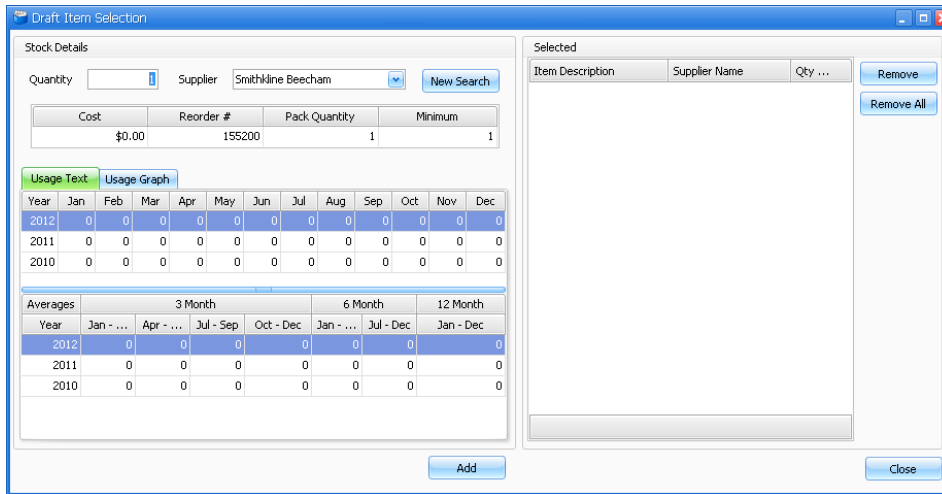 Draft Item Selection
Stock Details
Quantity 1 Supplier Smithkline Beecham New Search
Cost Reorder # Pack Quantity Minimum
$0.00 155200 1 1
Usage Text Usage Graph
Year Jan Feb Mar Apr May Jun Jul Aug Sep Oct Nov Dec
2012 0 0 0 0 0 0 0 0 0 0 0 0
2011 0 0 0 0 0 0 0 0 0 0 0 0
2010 0 0 0 0 0 0 0 0 0 0 0 0
Averages 3 Month 6 Month 12 Month
Year Jan - ... Apr - ... Jul - Sep Oct - Dec Jan - ... Jul - Dec Jan - Dec
2012 0 0 0 0 0 0 0
2011 0 0 0 0 0 0 0
2010 0 0 0 0 0 0 0
Add
Selected
Item Description Supplier Name Qty ...
Remove
Remove All
Close